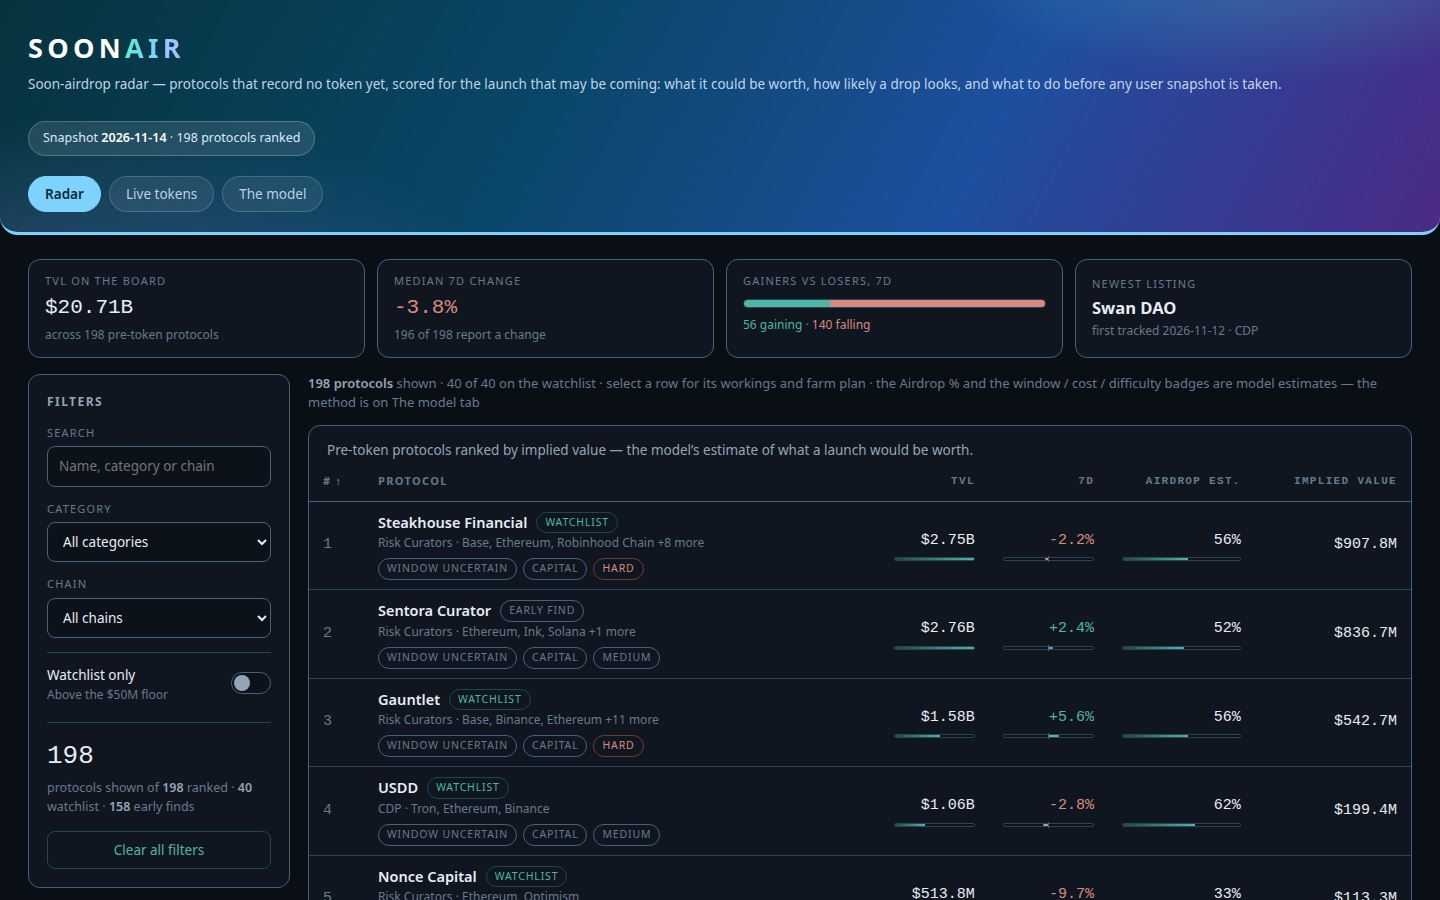 SOONAIR
Soon-airdrop radar — protocols that record no token yet, scored for the launch that may be coming: what it could be worth, how likely a drop looks, and what to do before any user snapshot is taken.
Snapshot 2026-11-14 · 198 protocols ranked
Radar
Live tokens
The model
TVL ON THE BOARD
$20.71B
across 198 pre-token protocols
MEDIAN 7D CHANGE
-3.8%
196 of 198 report a change
GAINERS VS LOSERS, 7D
56 gaining · 140 falling
NEWEST LISTING
Swan DAO
first tracked 2026-11-12 · CDP
FILTERS
SEARCH
Name, category or chain
CATEGORY
All categories
CHAIN
All chains
Watchlist only
Above the $50M floor
198
protocols shown of 198 ranked · 40
watchlist · 158 early finds
Clear all filters
198 protocols shown · 40 of 40 on the watchlist · select a row for its workings and farm plan · the Airdrop % and the window / cost / difficulty badges are model estimates — the
method is on The model tab
Pre-token protocols ranked by implied value — the model’s estimate of what a launch would be worth.
# ↑ PROTOCOL TVL 7D AIRDROP EST. IMPLIED VALUE
1 Steakhouse Financial WATCHLIST $2.75B -2.2% 56% $907.8M
Risk Curators · Base, Ethereum, Robinhood Chain +8 more
WINDOW UNCERTAIN CAPITAL HARD
2 Sentora Curator EARLY FIND $2.76B +2.4% 52% $836.7M
Risk Curators · Ethereum, Ink, Solana +1 more
WINDOW UNCERTAIN CAPITAL MEDIUM
3 Gauntlet WATCHLIST $1.58B +5.6% 56% $542.7M
Risk Curators · Base, Binance, Ethereum +11 more
WINDOW UNCERTAIN CAPITAL HARD
4 USDD WATCHLIST $1.06B -2.8% 62% $199.4M
CDP · Tron, Ethereum, Binance
WINDOW UNCERTAIN CAPITAL MEDIUM
5 Nonce Capital WATCHLIST $513.8M -9.7% 33% $113.3M
Risk Curators · Ethereum, Optimism